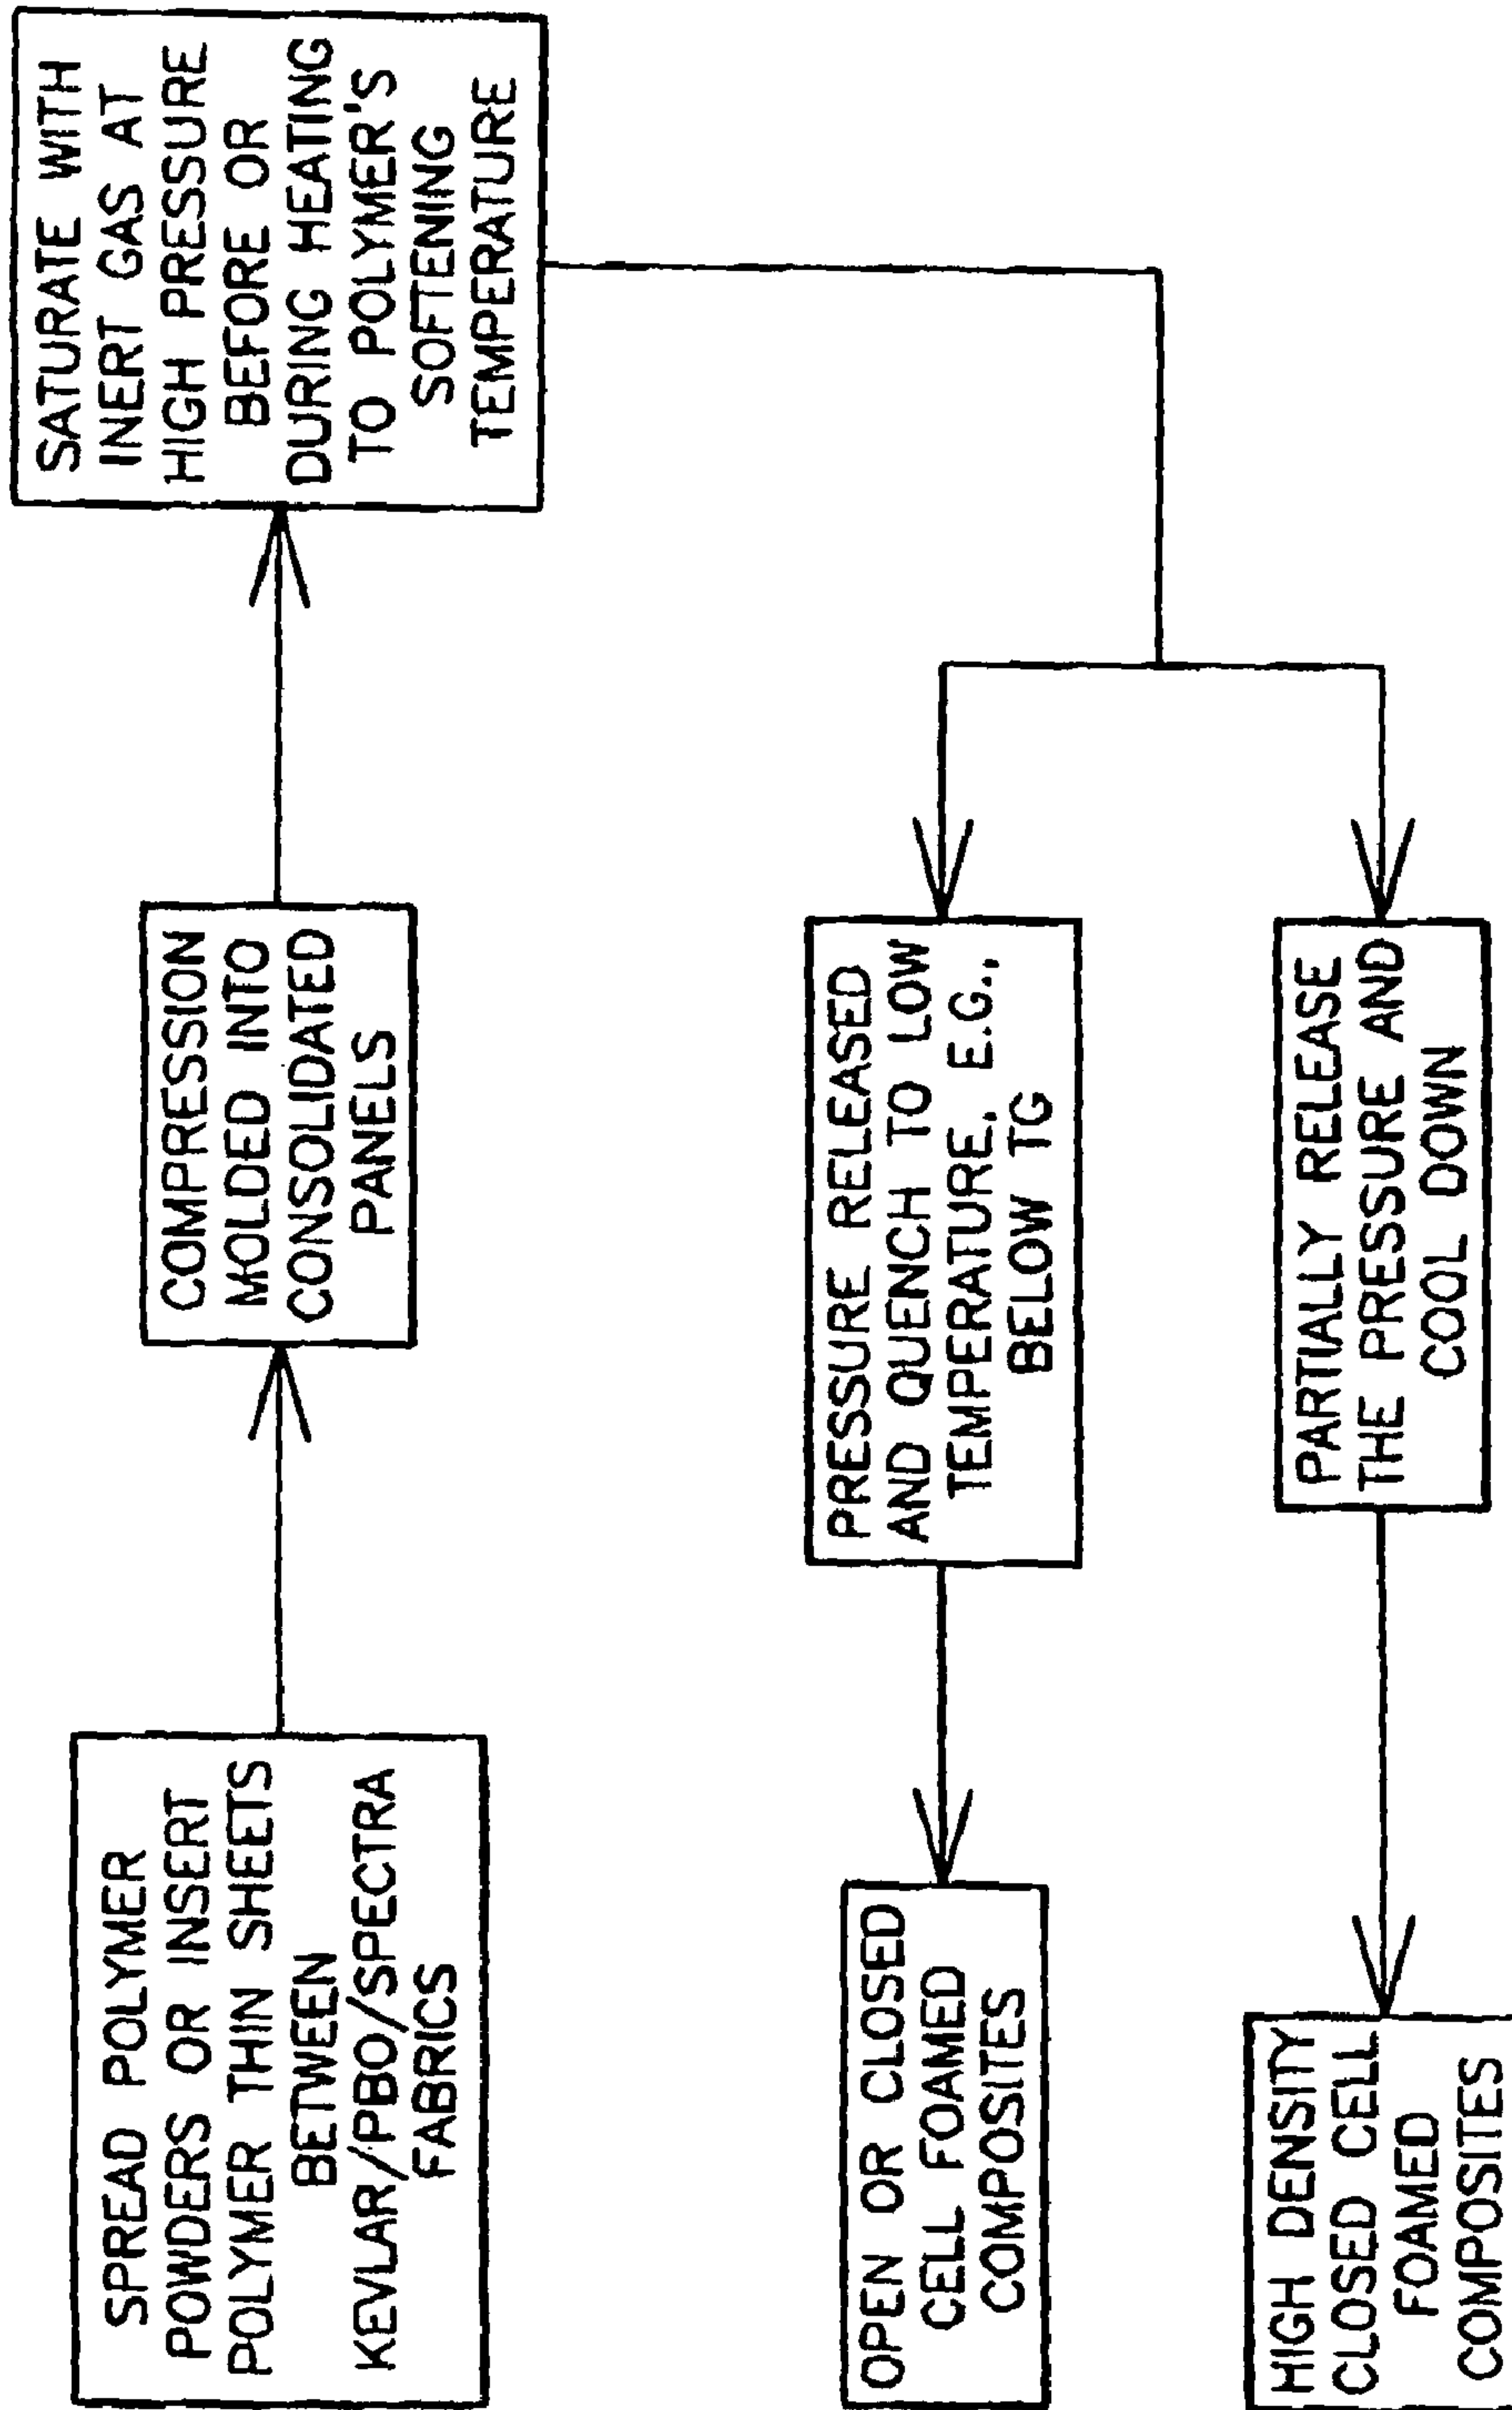 SPREAD POLYMER
POWDERS OR INSERT
POLYMER THIN SHEETS
BETWEEN
KEVLAR/PBO/SPECTRA
FABRICS
COMPRESSION
MOLDED INTO
CONSOLIDATED
PANELS
SATURATE WITH
INERT GAS AT
HIGH PRESSURE
BEFORE OR
DURING HEATING
TO POLYMER'S
SOFTENING
TEMPERATURE
PRESSURE RELEASED
AND QUENCH TO LOW
TEMPERATURE, E.G.,
BELOW TG
OPEN OR CLOSED
CELL FOAMED
COMPOSITES
PARTIALLY RELEASE
THE PRESSURE AND
COOL DOWN
HIGH DENSITY
CLOSED CELL
FOAMED
COMPOSITES